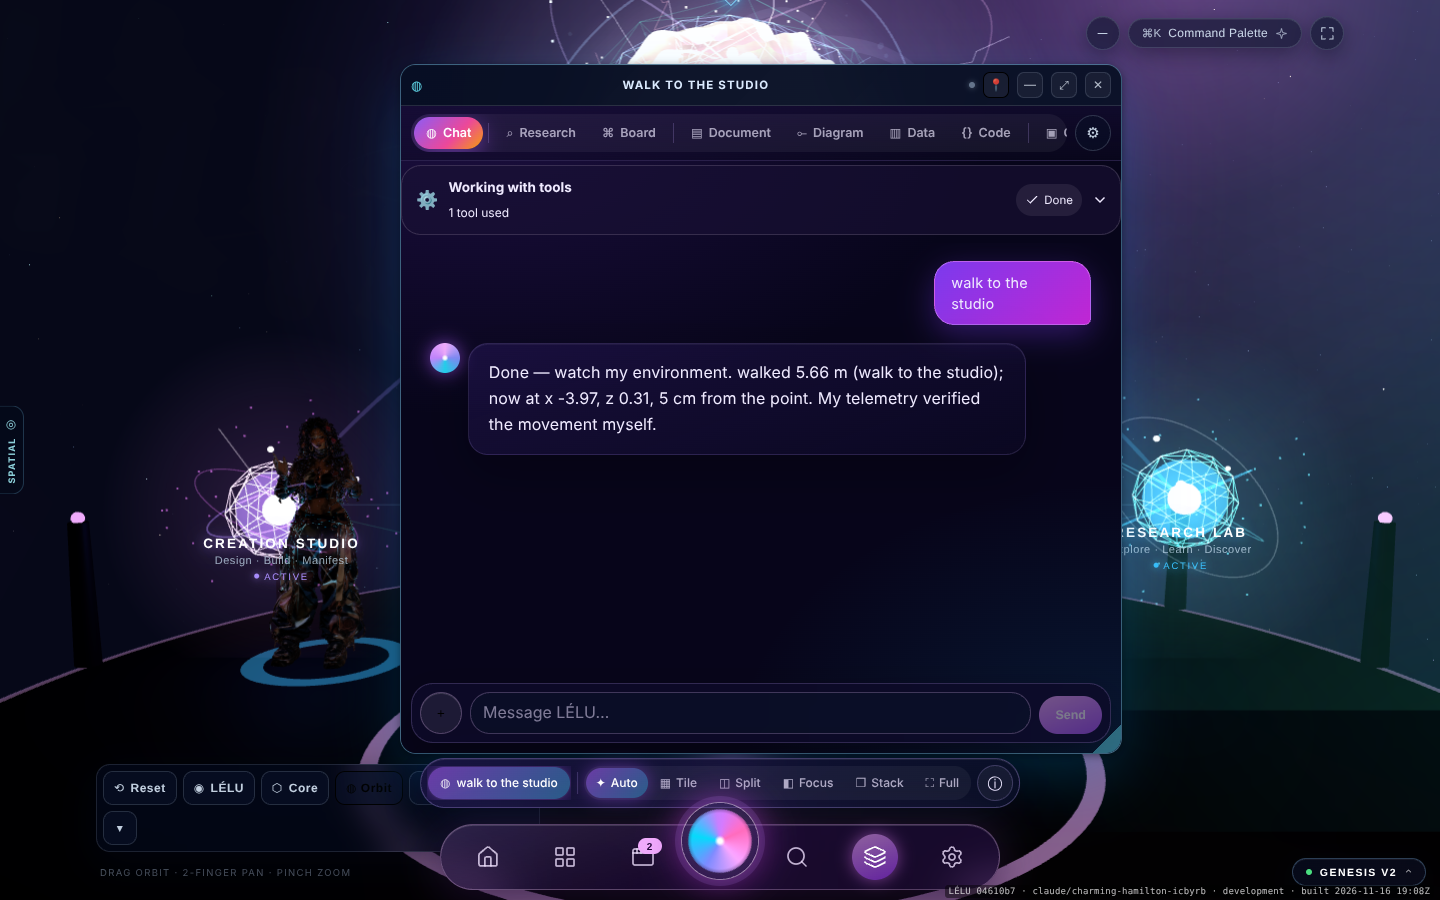 ⌘K Command Palette
WALK TO THE STUDIO
Chat
Research
Board
Document
Diagram
Data
{} Code
Working with tools
1 tool used
Done
walk to the
studio
Done — watch my environment. walked 5.66 m (walk to the studio);
now at x -3.97, z 0.31, 5 cm from the point. My telemetry verified
the movement myself.
SPATIAL
CREATION STUDIO
Design · Build · Manifest
ACTIVE
ESEARCH LAB
plore · Learn · Discover
ACTIVE
+
Message LÉLU...
Send
Reset
LÉLU
Core
Orbit
walk to the studio
Auto
Tile
Split
Focus
Stack
Full
2
DRAG ORBIT · 2-FINGER PAN · PINCH ZOOM
GENESIS V2
LÉLU 04610b7 · claude/charming-hamilton-icbyrb · development · built 2026-11-16 19:08Z